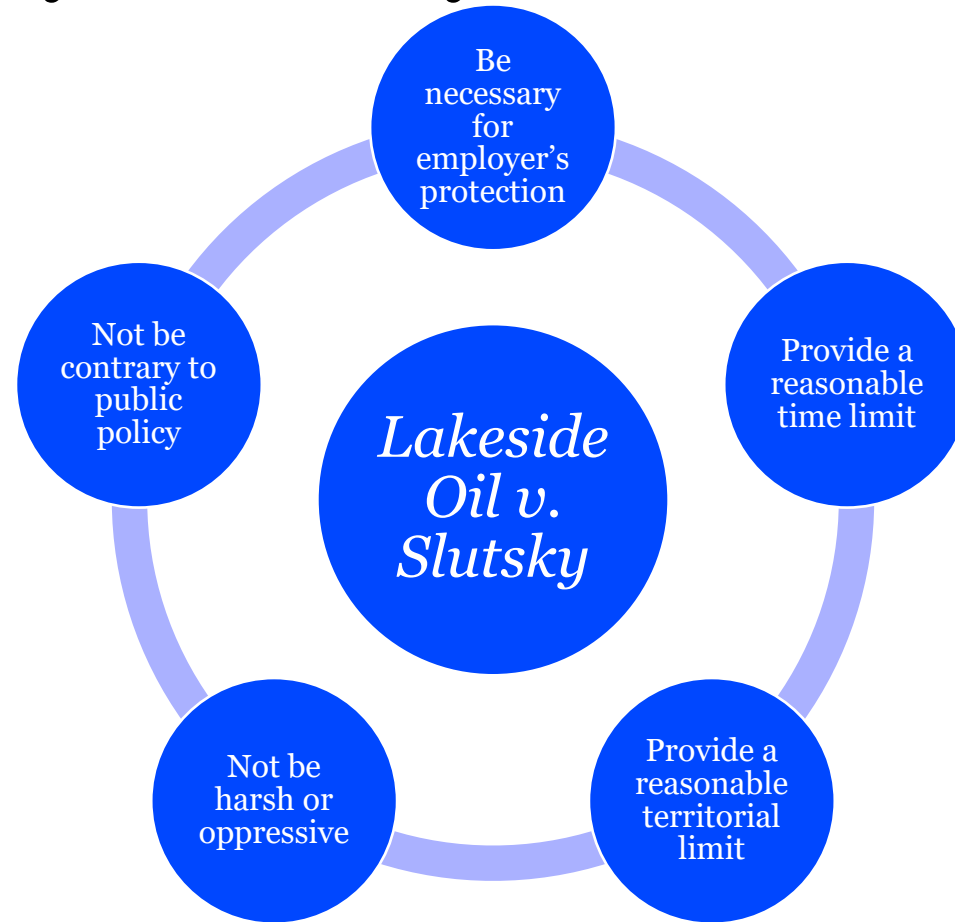 Be
necessary
for
employer’s
protection
Provide a
reasonable
time limit
Provide a
reasonable
territorial
limit
Not be
harsh or
oppressive
Not be
contrary to
public
policy
Lakeside
Oil v.
Slutsky